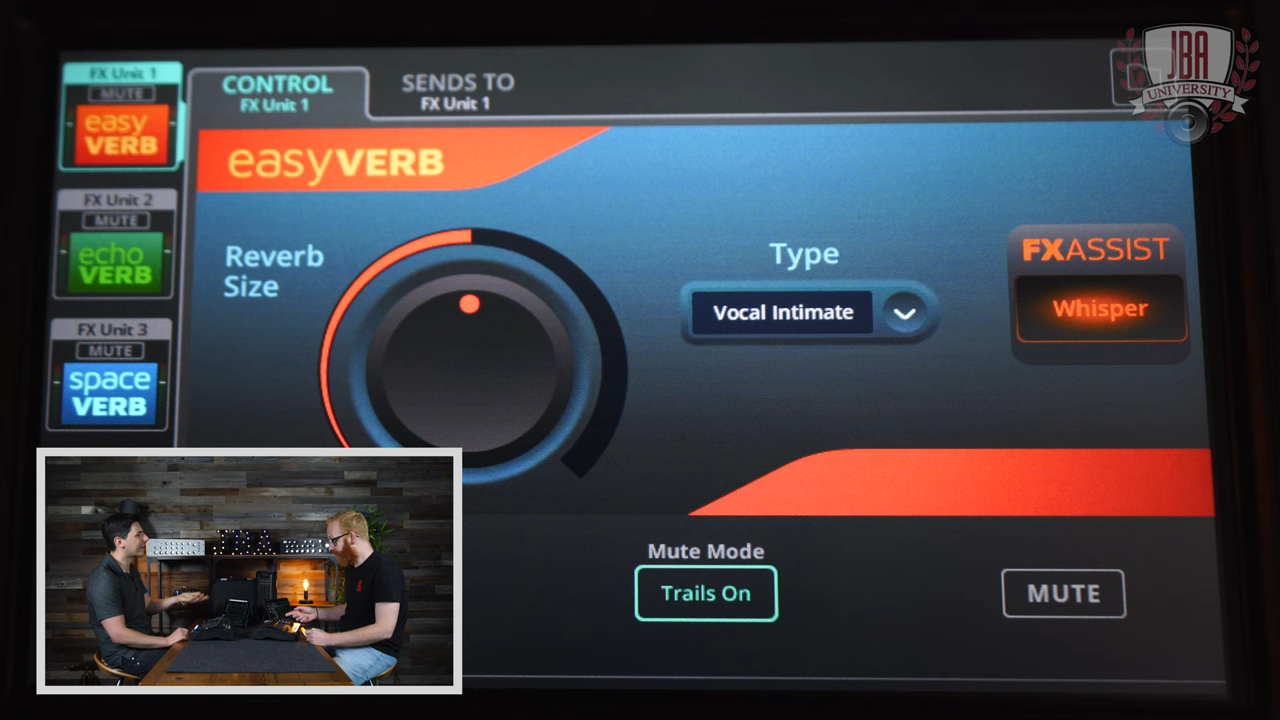 FX Unit 1
MUTE
easy
VERB
FX Unit 2
MUTE
echo
VERB
FX Unit 3
MUTE
space
VERB
CONTROL
FX Unit 1
SENDS TO
FX Unit 1
easyVERB
Reverb
Size
Type
Vocal Intimate
FXASSIST
Whisper
Mute Mode
Trails On
MUTE
JBA
UNIVERSITY